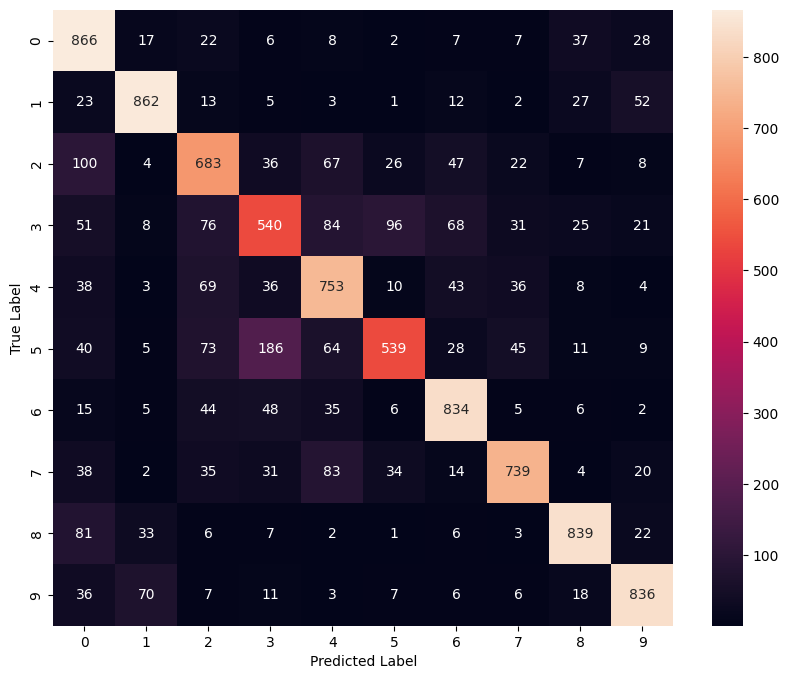 0 866 17 22 6 8 2 7 7 37 28
1 23 862 13 5 3 1 12 2 27 52
2 100 4 683 36 67 26 47 22 7 8
3 51 8 76 540 84 96 68 31 25 21
4 38 3 69 36 753 10 43 36 8 4
5 40 5 73 186 64 539 28 45 11 9
6 15 5 44 48 35 6 834 5 6 2
7 38 2 35 31 83 34 14 739 4 20
8 81 33 6 7 2 1 6 3 839 22
9 36 70 7 11 3 7 6 6 18 836
0 1 2 3 4 5 6 7 8 9
Predicted Label
True Label
800
700
600
500
400
300
200
100